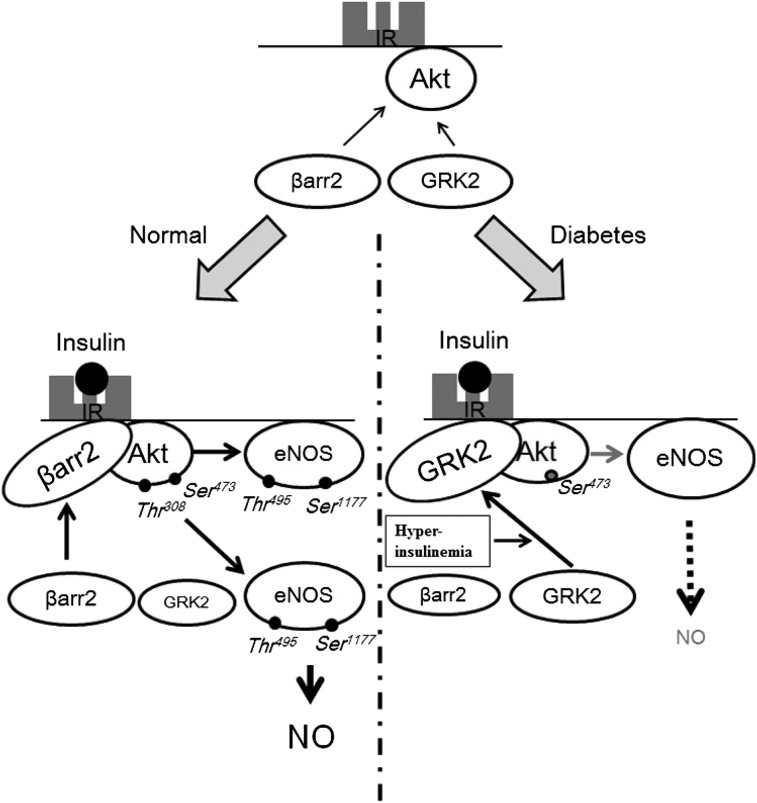 IR
Akt
βarr2
GRK2
Normal
Diabetes
Insulin
IR
βarr2
Akt
eNOS
Thr308
Ser473
Thr495
Ser1177
βarr2
GRK2
eNOS
Thr495
Ser1177
NO
Insulin
IR
GRK2
Akt
eNOS
Ser473
Hyper-
insulinemia
βarr2
GRK2
NO